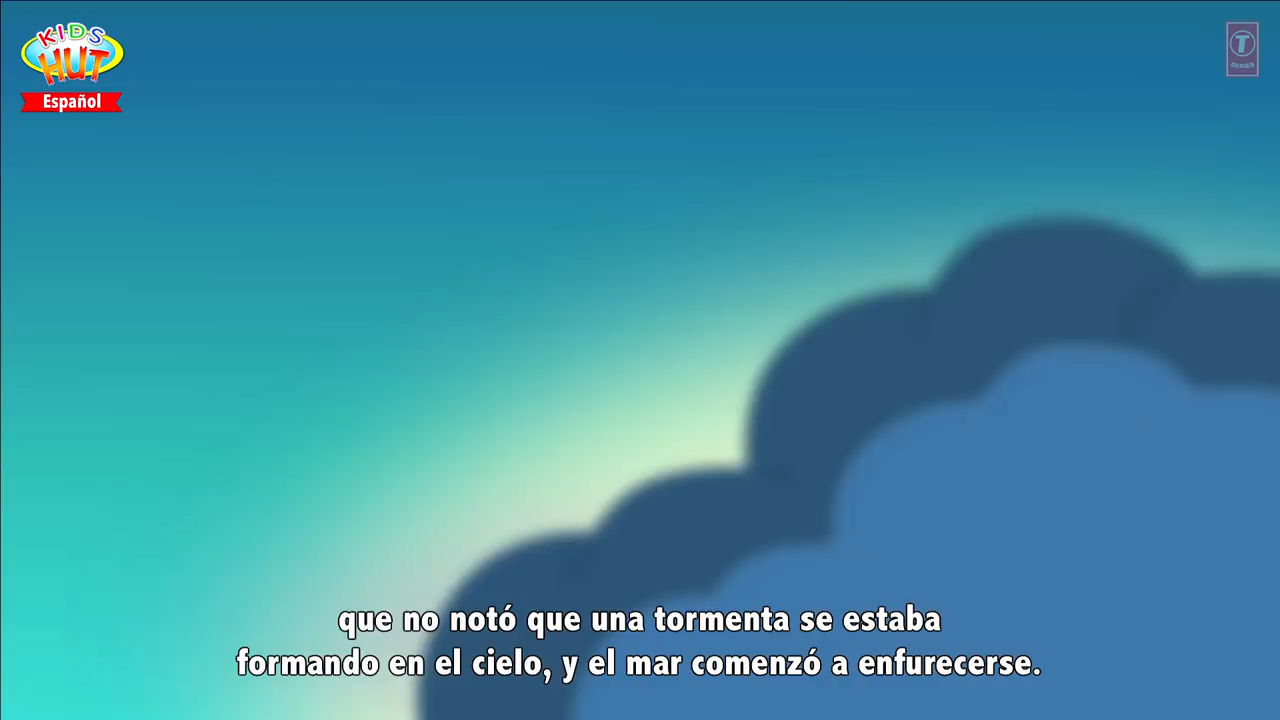 KIDS
HUT
Español
T
SERIES
que no notó que una tormenta se estaba
formando en el cielo, y el mar comenzó a enfurecerse.